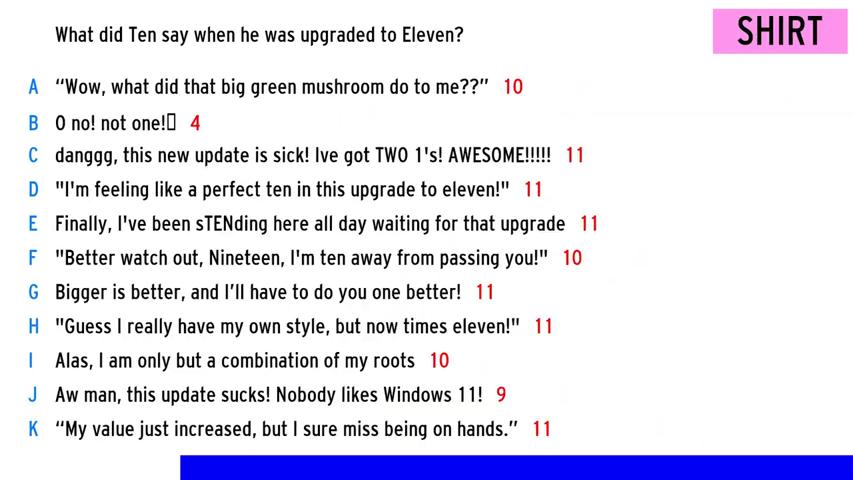 What did Ten say when he was upgraded to Eleven?
SHIRT
A “Wow, what did that big green mushroom do to me??” 10
B O no! not one!▯ 4
C danggg, this new update is sick! Ive got TWO 1's! AWESOME!!!!! 11
D "I'm feeling like a perfect ten in this upgrade to eleven!" 11
E Finally, I've been sTENding here all day waiting for that upgrade 11
F "Better watch out, Nineteen, I'm ten away from passing you!" 10
G Bigger is better, and I’ll have to do you one better! 11
H "Guess I really have my own style, but now times eleven!" 11
I Alas, I am only but a combination of my roots 10
J Aw man, this update sucks! Nobody likes Windows 11! 9
K “My value just increased, but I sure miss being on hands.” 11